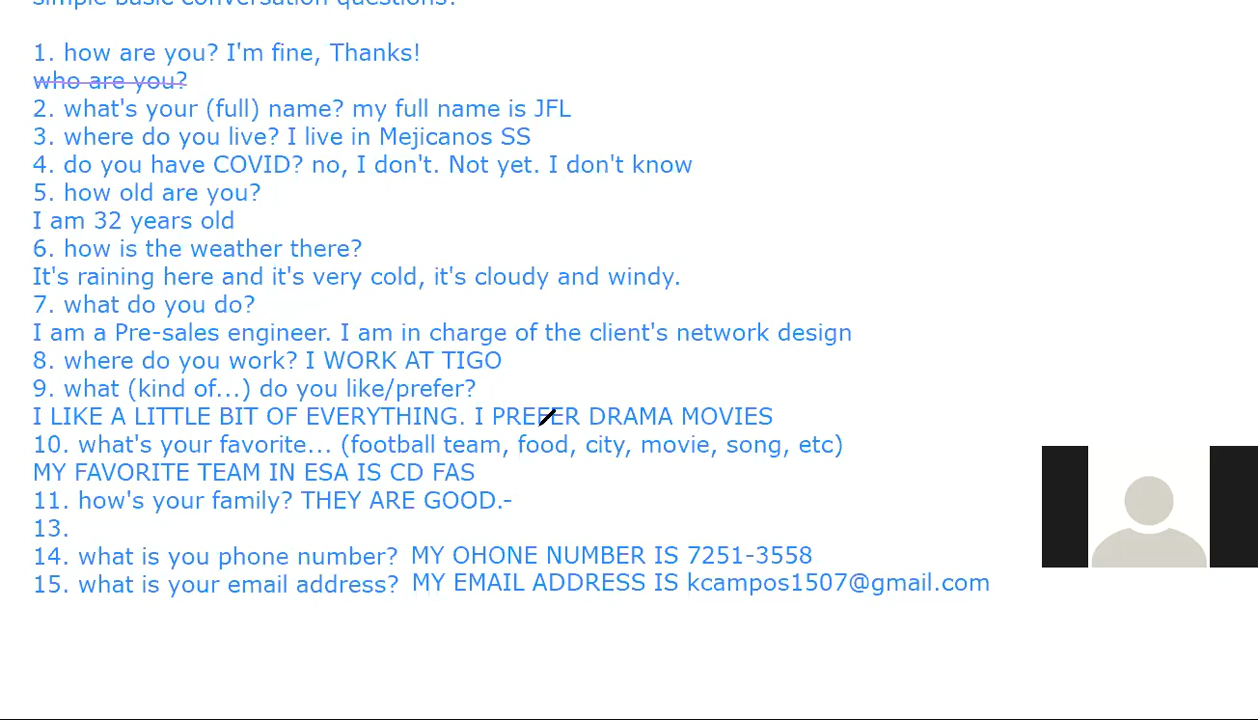 simple basic conversation questions?
1. how are you? I'm fine, Thanks!
who are you?
2. what's your (full) name? my full name is JFL
3. where do you live? I live in Mejicanos SS
4. do you have COVID? no, I don't. Not yet. I don't know
5. how old are you?
I am 32 years old
6. how is the weather there?
It's raining here and it's very cold, it's cloudy and windy.
7. what do you do?
I am a Pre-sales engineer. I am in charge of the client's network design
8. where do you work? I WORK AT TIGO
9. what (kind of...) do you like/prefer?
I LIKE A LITTLE BIT OF EVERYTHING. I PREFER DRAMA MOVIES
10. what's your favorite... (football team, food, city, movie, song, etc)
MY FAVORITE TEAM IN ESA IS CD FAS
11. how's your family? THEY ARE GOOD.-
13.
14. what is you phone number? MY OHONE NUMBER IS 7251-3558
15. what is your email address? MY EMAIL ADDRESS IS kcampos1507@gmail.com